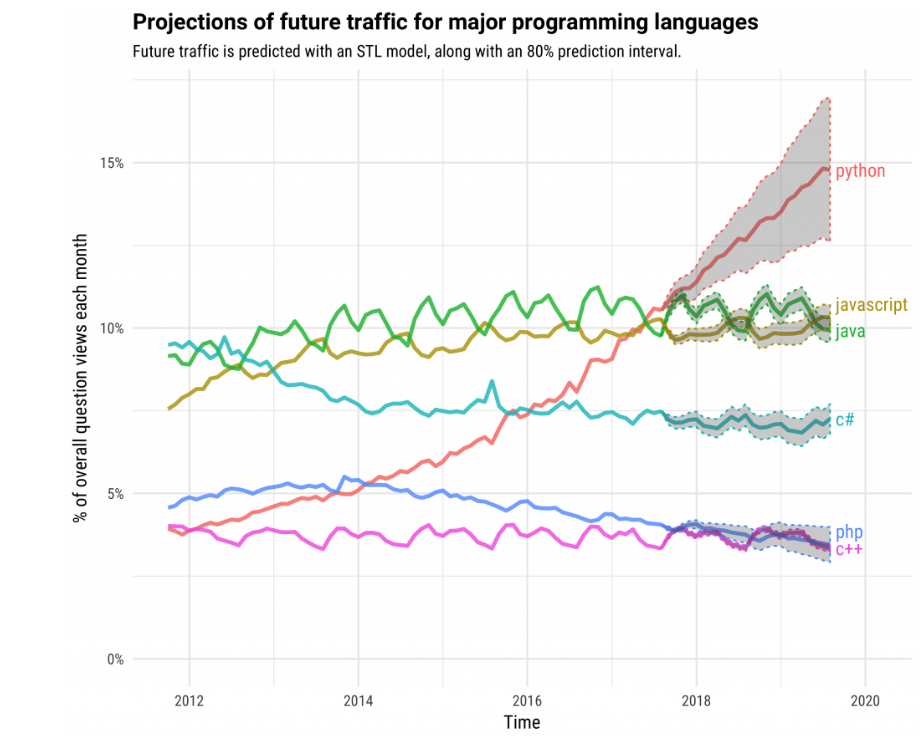 Projections of future traffic for major programming languages
Future traffic is predicted with an STL model, along with an 80% prediction interval.
% of overall question views each month
15%
10%
5%
0%
python
javascript
java
c#
php
c++
2012 2014 2016 2018 2020
Time